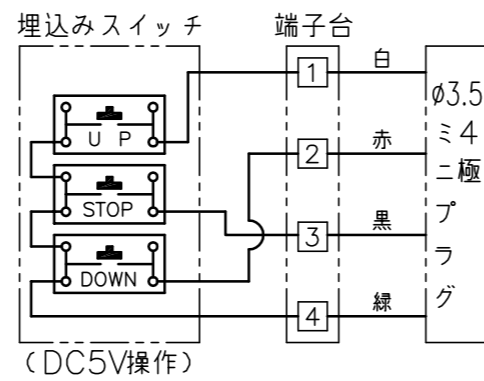 埋込みスイッチ
端子台
UP
STOP
DOWN
1
2
3
4
白
赤
黒
緑
φ3.5
ミニプラグ
4極
(DC5V操作)